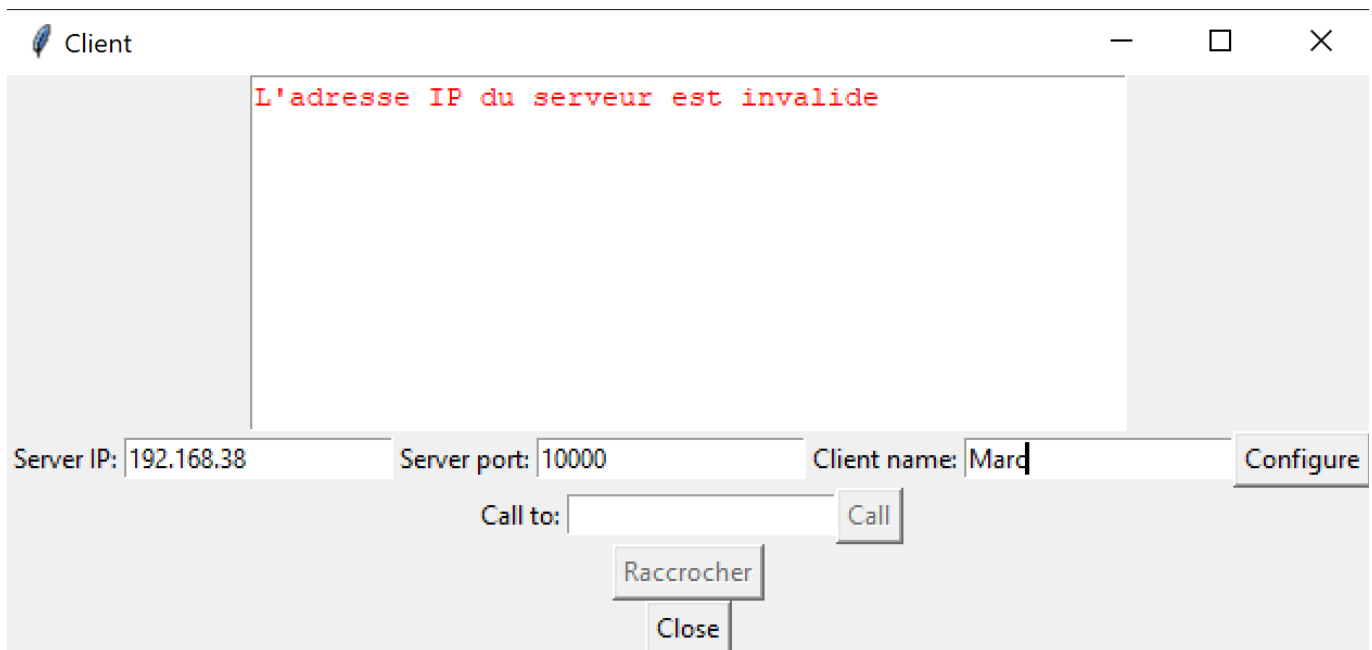 Client
L'adresse IP du serveur est invalide
Server IP: 192.168.38 Server port: 10000 Client name: Marc Configure
Call to: Call
Raccrocher
Close